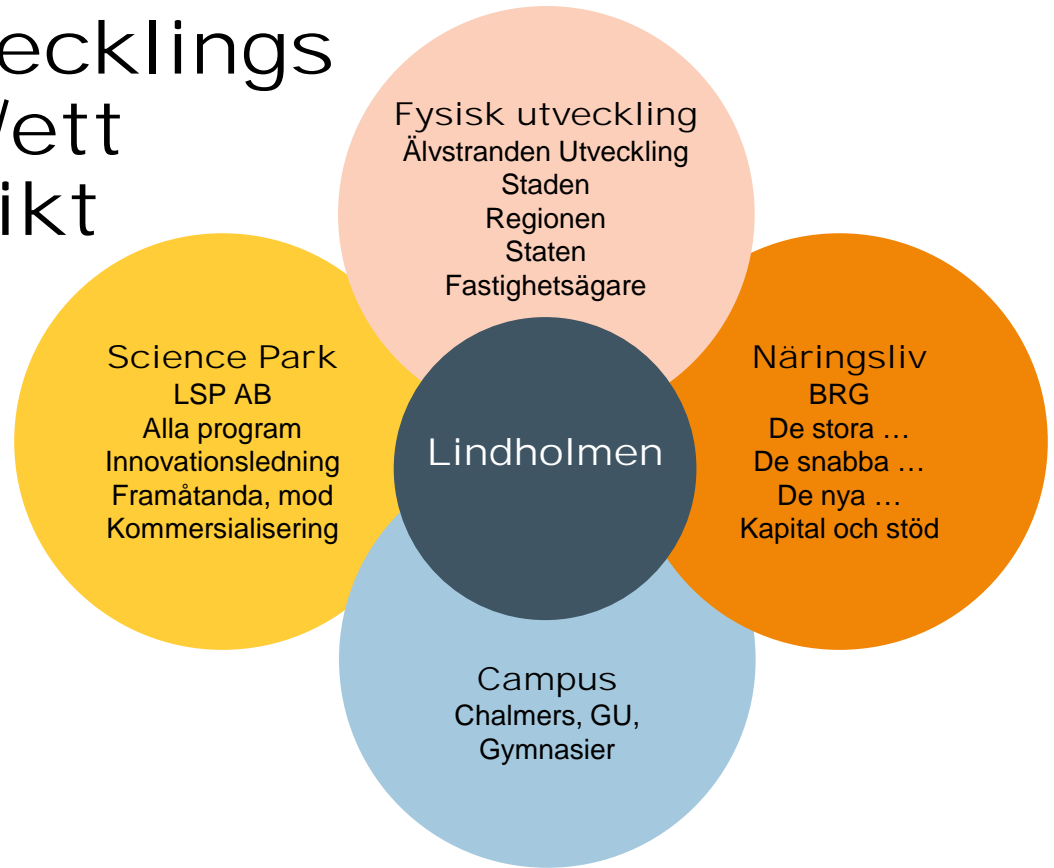 ecklings
/ett
ikt
Fysisk utveckling
Älvstranden Utveckling
Staden
Regionen
Staten
Fastighetsägare
Science Park
LSP AB
Alla program
Innovationsledning
Framåtanda, mod
Kommersialisering
Lindholmen
Näringsliv
BRG
De stora …
De snabba …
De nya …
Kapital och stöd
Campus
Chalmers, GU,
Gymnasier